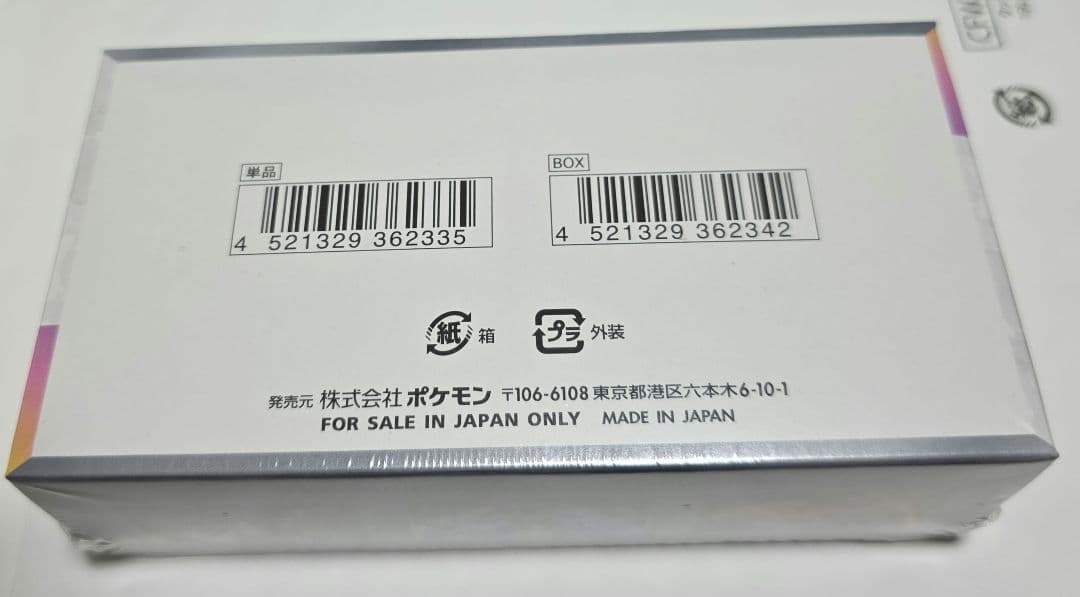 単品
4 521329 362335
BOX
4 521329 362342
紙 箱
プラ 外装
発売元 株式会社ポケモン 〒106-6108 東京都港区六本木6-10-1
FOR SALE IN JAPAN ONLY MADE IN JAPAN